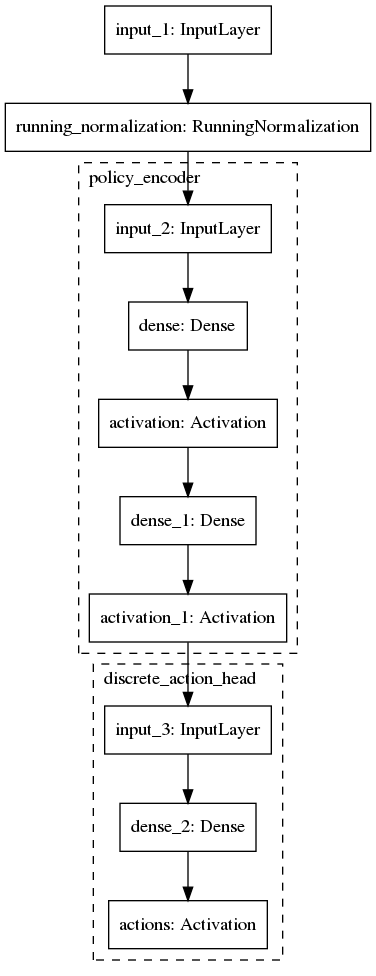 input_1: InputLayer
running_normalization: RunningNormalization
policy_encoder
input_2: InputLayer
dense: Dense
activation: Activation
dense_1: Dense
activation_1: Activation
discrete_action_head
input_3: InputLayer
dense_2: Dense
actions: Activation